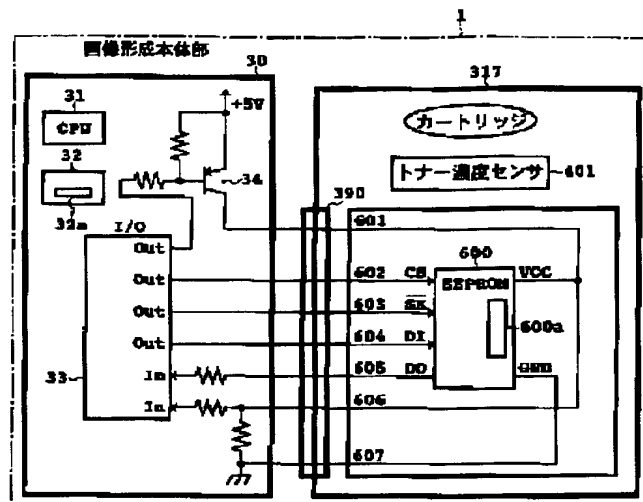 1
画像形成本体部
30
317
31
CPU
+5V
カートリッジ
32
34
トナー濃度センサ
401
32a
390
I/O
601
600
Out
Out
602
CS
EEPROM
VCC
Out
603
SK
600a
Out
604
DI
In
605
DO
GND
33
In
606
607